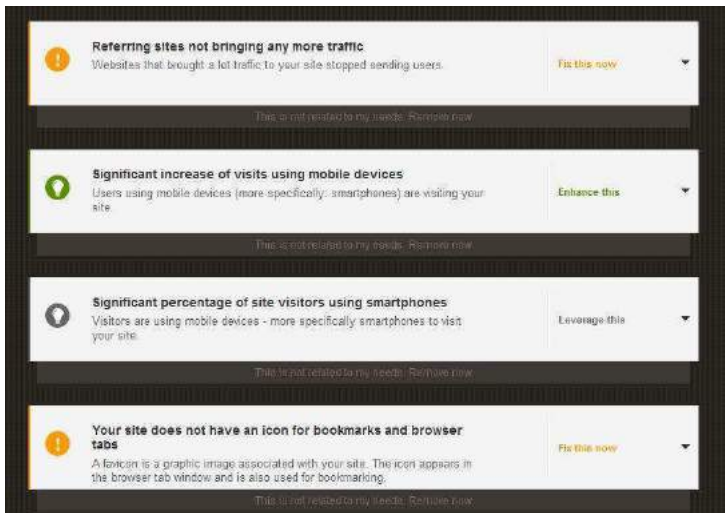 Referring sites not bringing any more traffic
Websites that brought a lot traffic to your site stopped sending users.
Fix this now
This is not related to my needs. Remove now
Significant increase of visits using mobile devices
Users using mobile devices (more specifically: smartphones) are visiting your
site.
Enhance this
This is not related to my needs. Remove now
Significant percentage of site visitors using smartphones
Visitors are using mobile devices - more specifically smartphones to visit
your site.
Leverage this
This is not related to my needs. Remove now
Your site does not have an icon for bookmarks and browser
tabs
A favicon is a graphic image associated with your site. The icon appears in
the browser tab window and is also used for bookmarking.
Fix this now
This is not related to my needs. Remove now